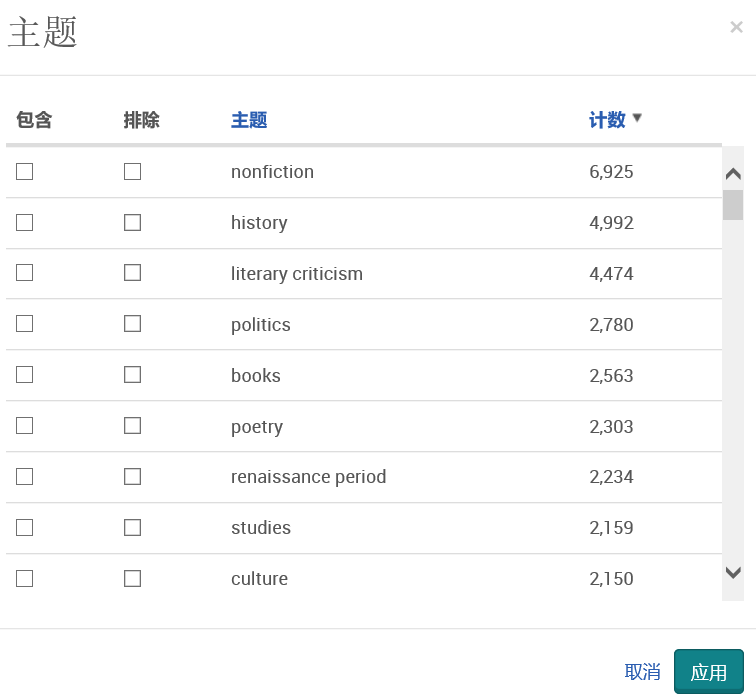 主题
×
包含 排除 主题 计数 ▼
nonfiction 6,925
history 4,992
literary criticism 4,474
politics 2,780
books 2,563
poetry 2,303
renaissance period 2,234
studies 2,159
culture 2,150
取消 应用